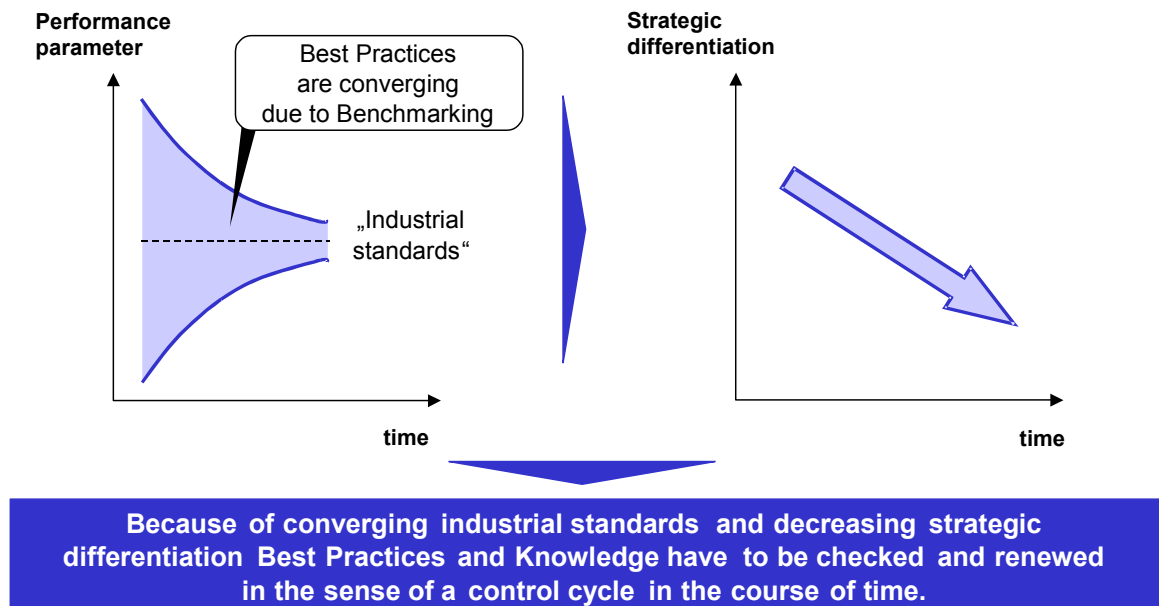 Performance
parameter
Best Practices
are converging
due to Benchmarking
„Industrial
standards“
time
Strategic
differentiation
time
Because of converging industrial standards and decreasing strategic
differentiation Best Practices and Knowledge have to be checked and renewed
in the sense of a control cycle in the course of time.